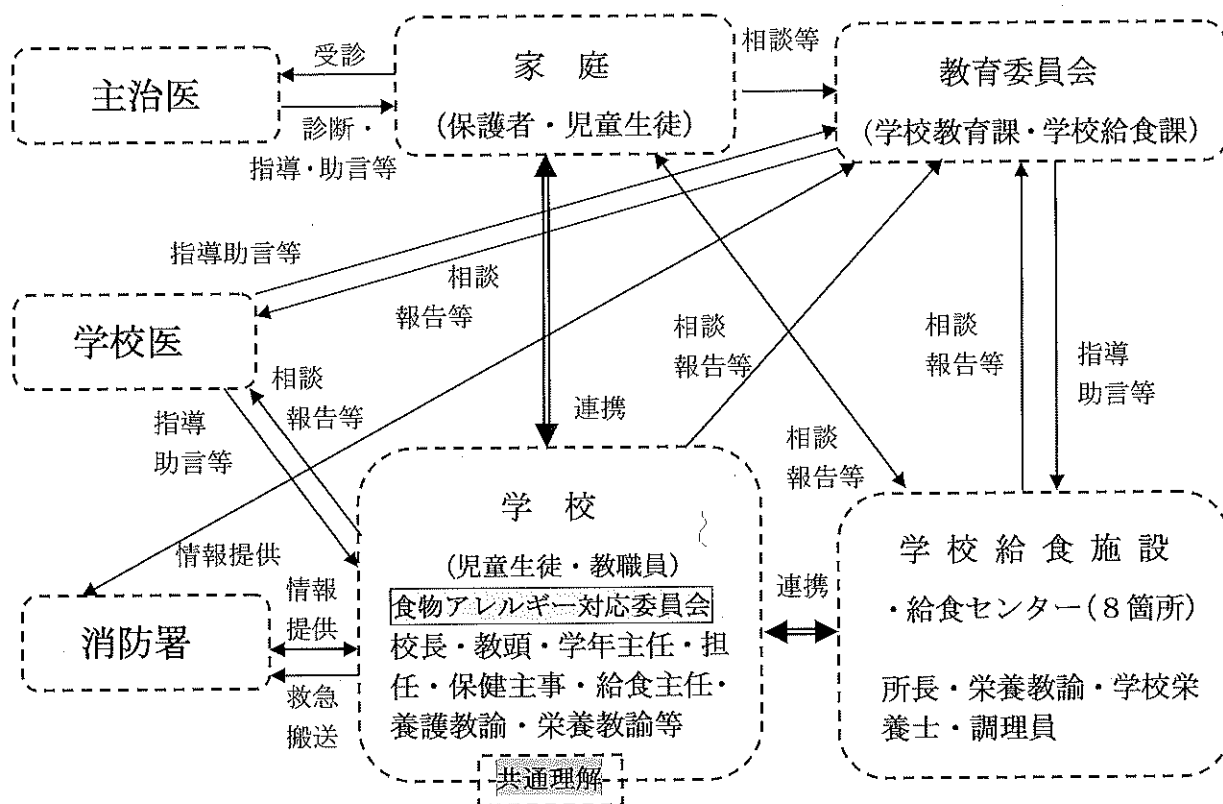 受診
主治医
診断・
指導・助言等
家 庭
(保護者・児童生徒)
相談等
教育委員会
(学校教育課・学校給食課)
指導助言等
相談
報告等
学校医
相談
報告等
指導
助言等
連携
相談
報告等
相談
報告等
指導
助言等
相談
報告等
情報提供
消防署
情報
提供
救急
搬送
学 校
(児童生徒・教職員)
食物アレルギー対応委員会
校長・教頭・学年主任・担
任・保健主事・給食主任・
養護教諭・栄養教諭等
共通理解
連携
学 校 給 食 施 設
・給食センター(8箇所)
所長・栄養教諭・学校栄
養士・調理員